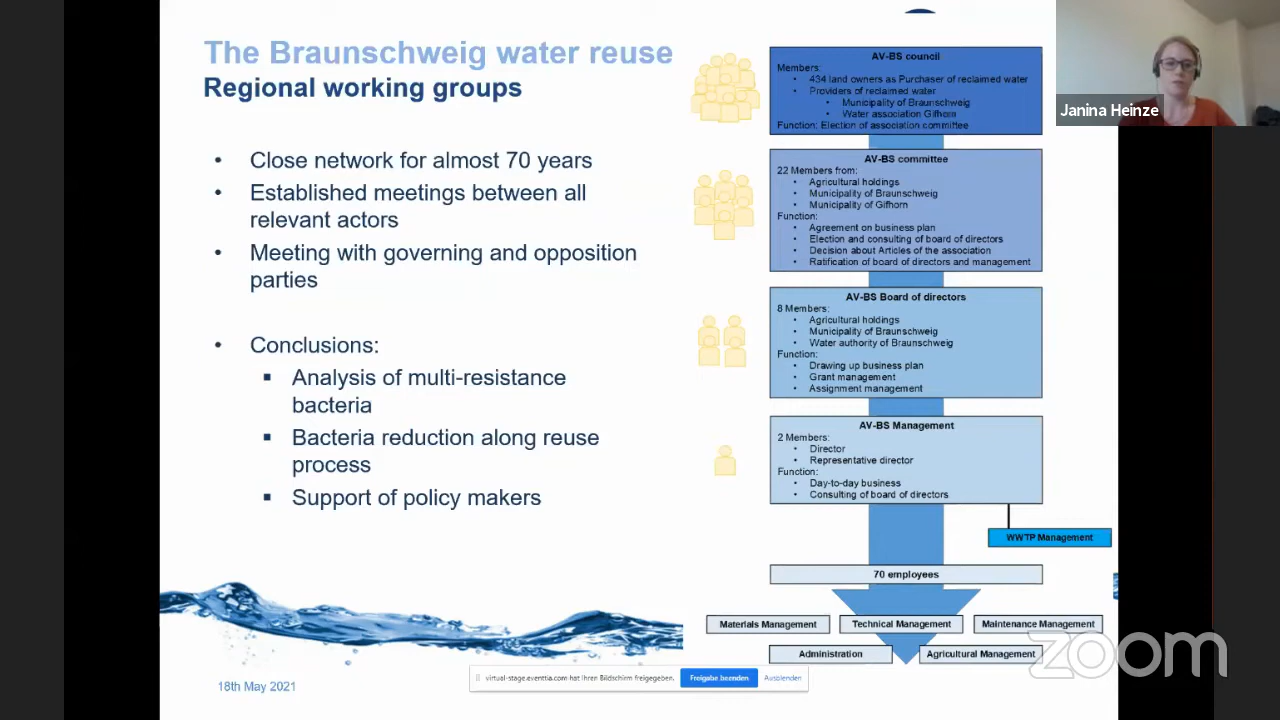 The Braunschweig water reuse
Regional working groups
• Close network for almost 70 years
• Established meetings between all
relevant actors
• Meeting with governing and opposition
parties
• Conclusions:
▪ Analysis of multi-resistance
bacteria
▪ Bacteria reduction along reuse
process
▪ Support of policy makers
18th May 2021
AV-BS council
Members:
• 434 land owners as Purchaser of reclaimed water
• Providers of reclaimed water
• Municipality of Braunschweig
• Water association Gifhorn
Function: Election of association committee
AV-BS committee
22 Members from:
• Agricultural holdings
• Municipality of Braunschweig
• Municipality of Gifhorn
Function:
• Agreement on business plan
• Election and consulting of board of directors
• Decision about Articles of the association
• Ratification of board of directors and management
AV-BS Board of directors
8 Members:
• Agricultural holdings
• Municipality of Braunschweig
• Water authority of Braunschweig
Function:
• Drawing up business plan
• Grant management
• Assignment management
AV-BS Management
2 Members:
• Director
• Representative director
Function:
• Day-to-day business
• Consulting of board of directors
WWTP Management
70 employees
Materials Management
Technical Management
Maintenance Management
Administration
Agricultural Management
virtual-stage.eventtia.com hat Ihren Bildschirm freigegeben.
Freigabe beenden
Ausblenden
Janina Heinze
zoom